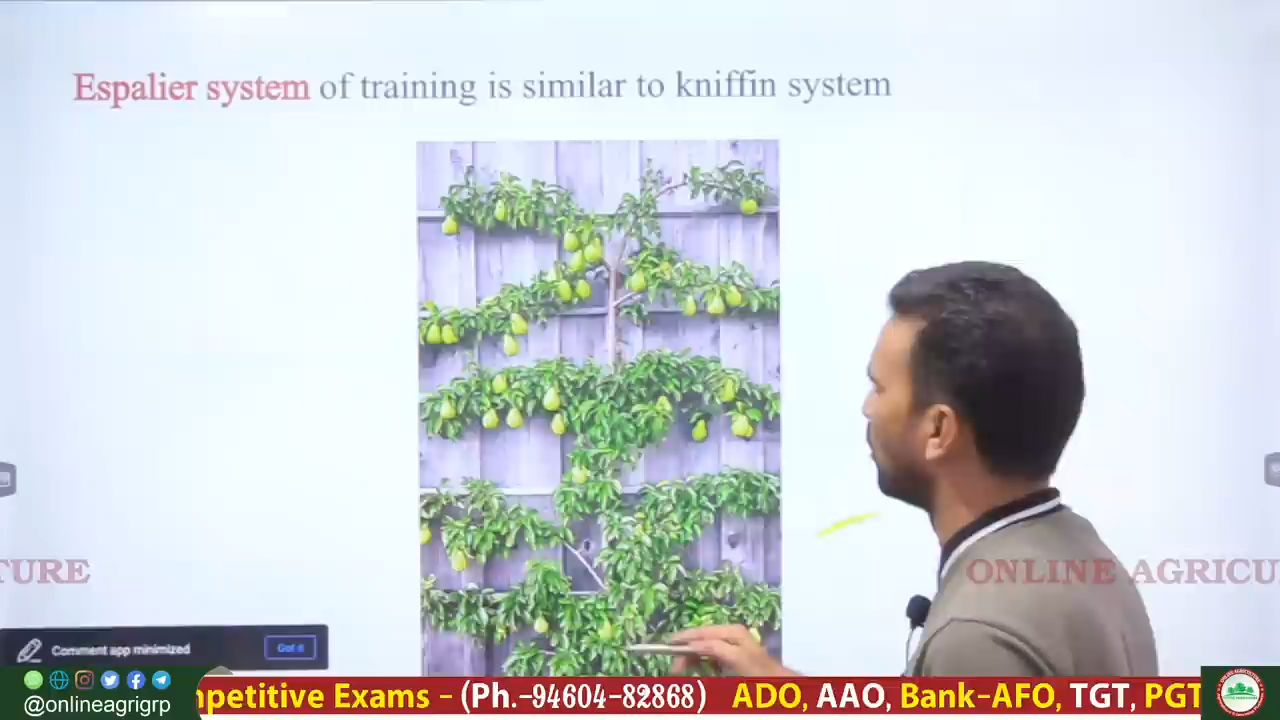 Espalier system of training is similar to kniffin system
TURE
ONLINE AGRICU
Comment app minimized
Got it
@onlineagrigrp
mpetitive Exams - (Ph.-94604-82868) ADO, AAO, Bank-AFO, TGT, PGT